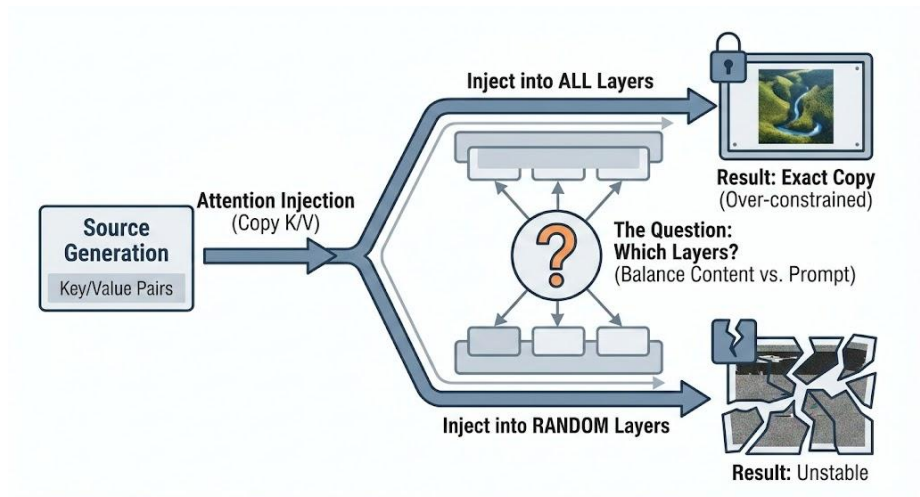 Inject into ALL Layers
Result: Exact Copy
(Over-constrained)
Attention Injection
(Copy K/V)
Source
Generation
Key/Value Pairs
?
The Question:
Which Layers?
(Balance Content vs. Prompt)
Inject into RANDOM Layers
Result: Unstable